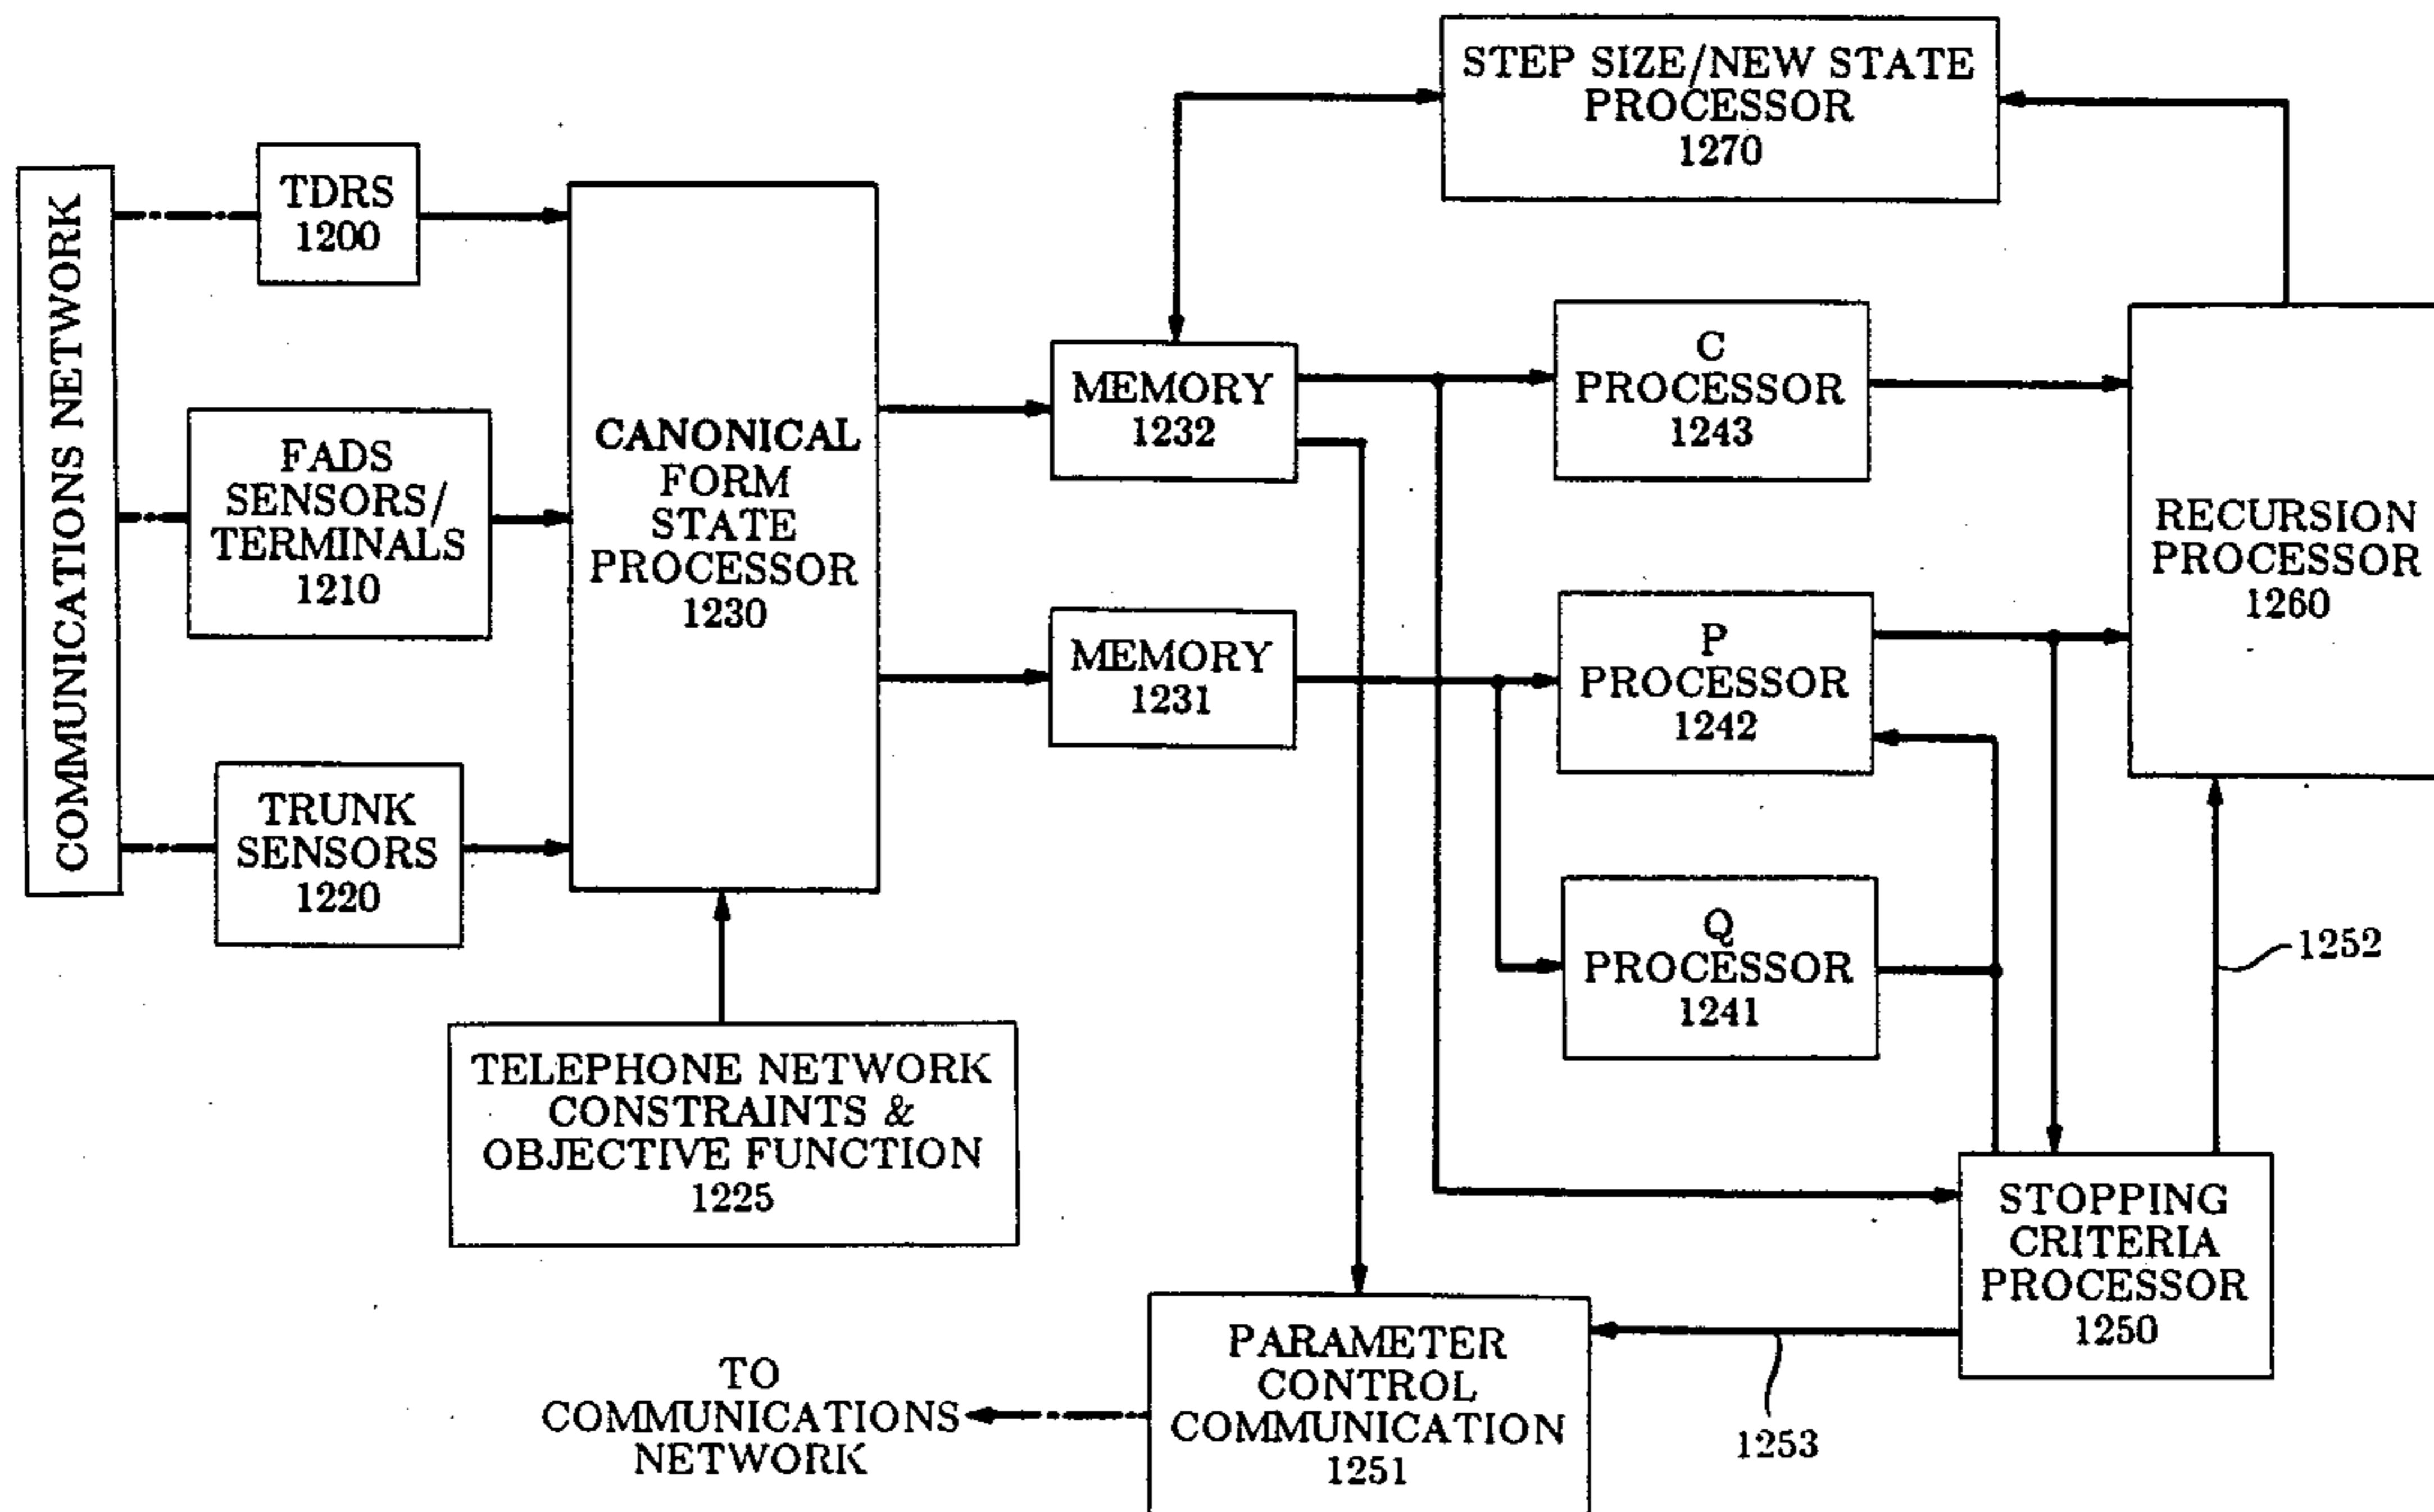 COMMUNICATIONS NETWORK
TDRS
1200
FADS
SENSORS/
TERMINALS
1210
TRUNK
SENSORS
1220
CANONICAL
FORM
STATE
PROCESSOR
1230
TELEPHONE NETWORK
CONSTRAINTS &
OBJECTIVE FUNCTION
1225
MEMORY
1232
MEMORY
1231
STEP SIZE/NEW STATE
PROCESSOR
1270
C
PROCESSOR
1243
P
PROCESSOR
1242
Q
PROCESSOR
1241
RECURSION
PROCESSOR
1260
1252
STOPPING
CRITERIA
PROCESSOR
1250
1253
PARAMETER
CONTROL
COMMUNICATION
1251
TO
COMMUNICATIONS
NETWORK